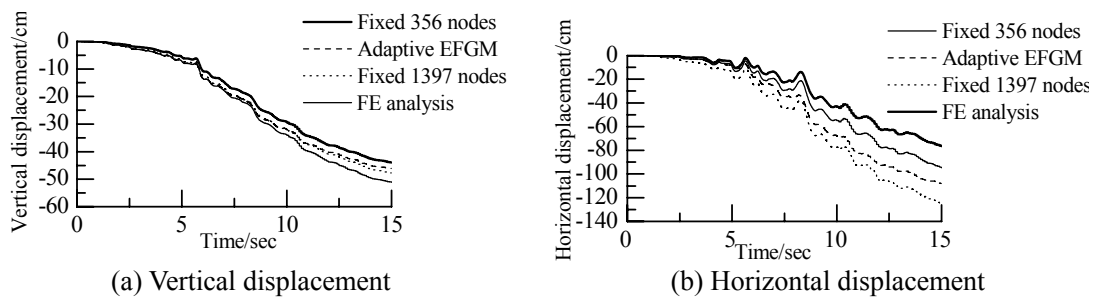 Vertical displacement/cm
0
-10
-20
-30
-40
-50
-60
0 5 10 15
Time/sec
Fixed 356 nodes
Adaptive EFGM
Fixed 1397 nodes
FE analysis
(a) Vertical displacement
Horizontal displacement/cm
0
-20
-40
-60
-80
-100
-120
-140
0 5 10 15
Time/sec
Fixed 356 nodes
Adaptive EFGM
Fixed 1397 nodes
FE analysis
(b) Horizontal displacement